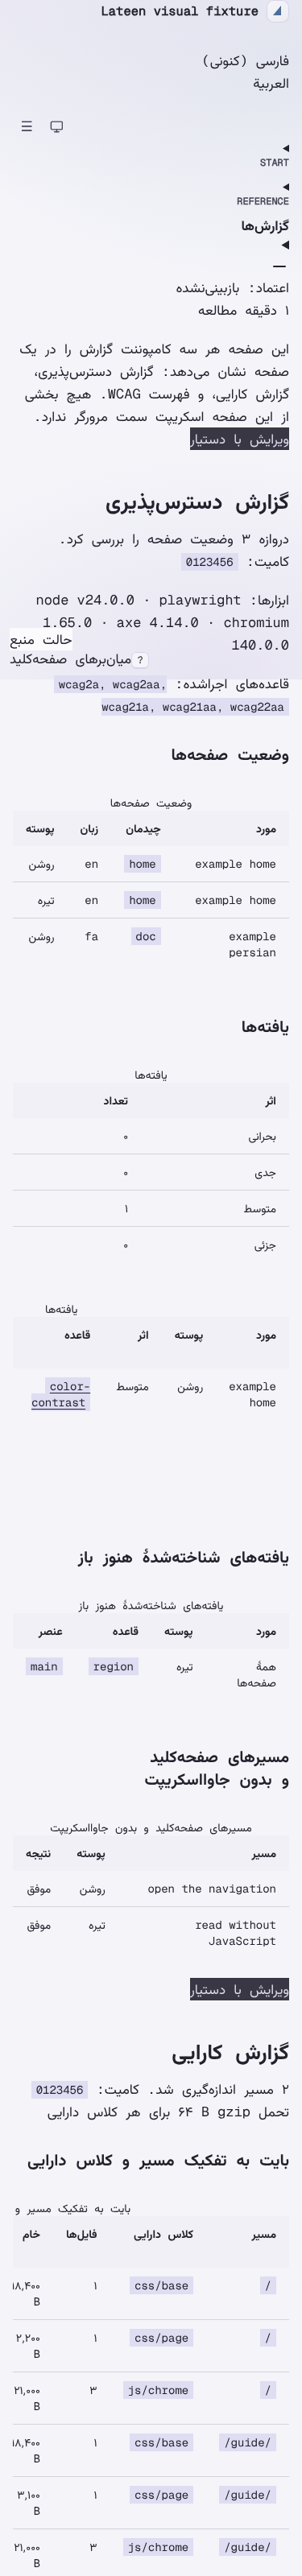 Lateen visual fixture
فارسی (کنونی)
العربية
START
REFERENCE
گزارش‌ها
اعتماد: بازبینی‌نشده
۱ دقیقه مطالعه
این صفحه هر سه کامپوننت گزارش را در یک
صفحه نشان می‌دهد: گزارش دسترس‌پذیری،
گزارش کارایی، و فهرست WCAG. هیچ بخشی
از این صفحه اسکریپت سمت مرورگر ندارد.
ویرایش با دستیار
گزارش دسترس‌پذیری
دروازه ۳ وضعیت صفحه را بررسی کرد.
کامیت: 0123456
ابزارها: node v24.0.0 · playwright
1.65.0 · axe 4.14.0 · chromium
140.0.0
حالت منبع
? میان‌برهای صفحه‌کلید
قاعده‌های اجراشده: wcag2a, wcag2aa,
wcag21a, wcag21aa, wcag22aa
وضعیت صفحه‌ها
وضعیت صفحه‌ها
مورد چیدمان زبان پوسته
example home home en روشن
example home home en تیره
example doc fa روشن
persian
یافته‌ها
یافته‌ها
اثر تعداد
بحرانی ۰
جدی ۰
متوسط ۱
جزئی ۰
یافته‌ها
مورد پوسته اثر قاعده
example روشن متوسط color-
home contrast
یافته‌های شناخته‌شدهٔ هنوز باز
یافته‌های شناخته‌شدهٔ هنوز باز
مورد پوسته قاعده عنصر
همهٔ تیره region main
صفحه‌ها
مسیرهای صفحه‌کلید
و بدون جاوااسکریپت
مسیرهای صفحه‌کلید و بدون جاوااسکریپت
مسیر پوسته نتیجه
open the navigation روشن موفق
read without تیره موفق
JavaScript
ویرایش با دستیار
گزارش کارایی
۲ مسیر اندازه‌گیری شد. کامیت: 0123456
تحمل ۶۴ B gzip برای هر کلاس دارایی
بایت به تفکیک مسیر و کلاس دارایی
بایت به تفکیک مسیر و
مسیر کلاس دارایی فایل‌ها خام
/ css/base ۱ ۱۸٬۴۰۰
B
/ css/page ۱ ۲٬۲۰۰
B
/ js/chrome ۳ ۲۱٬۰۰۰
B
/guide/ css/base ۱ ۱۸٬۴۰۰
B
/guide/ css/page ۱ ۳٬۱۰۰
B
/guide/ js/chrome ۳ ۲۱٬۰۰۰
B